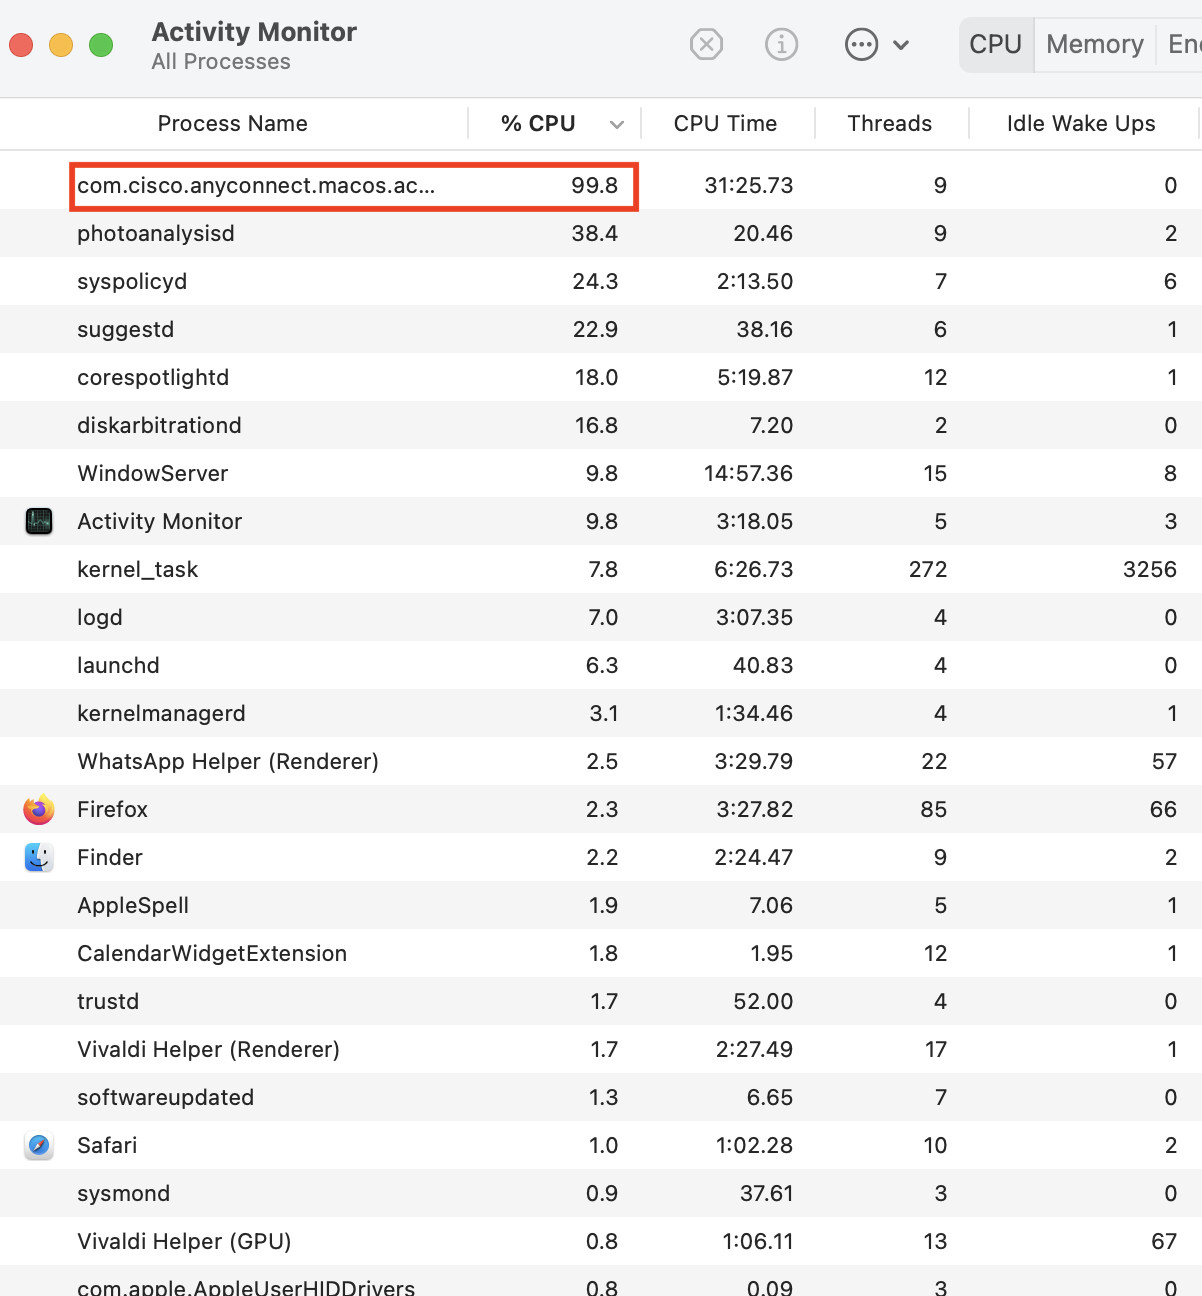 Activity Monitor
All Processes
CPU Memory Ene
Process Name % CPU CPU Time Threads Idle Wake Ups
com.cisco.anyconnect.macos.ac... 99.8 31:25.73 9 0
photoanalysisd 38.4 20.46 9 2
syspolicyd 24.3 2:13.50 7 6
suggestd 22.9 38.16 6 1
corespotlightd 18.0 5:19.87 12 1
diskarbitrationd 16.8 7.20 2 0
WindowServer 9.8 14:57.36 15 8
Activity Monitor 9.8 3:18.05 5 3
kernel_task 7.8 6:26.73 272 3256
logd 7.0 3:07.35 4 0
launchd 6.3 40.83 4 0
kernelmanagerd 3.1 1:34.46 4 1
WhatsApp Helper (Renderer) 2.5 3:29.79 22 57
Firefox 2.3 3:27.82 85 66
Finder 2.2 2:24.47 9 2
AppleSpell 1.9 7.06 5 1
CalendarWidgetExtension 1.8 1.95 12 1
trustd 1.7 52.00 4 0
Vivaldi Helper (Renderer) 1.7 2:27.49 17 1
softwareupdated 1.3 6.65 7 0
Safari 1.0 1:02.28 10 2
sysmond 0.9 37.61 3 0
Vivaldi Helper (GPU) 0.8 1:06.11 13 67
com.apple.AppleUserHIDDrivers 0.8 0.09 3 0